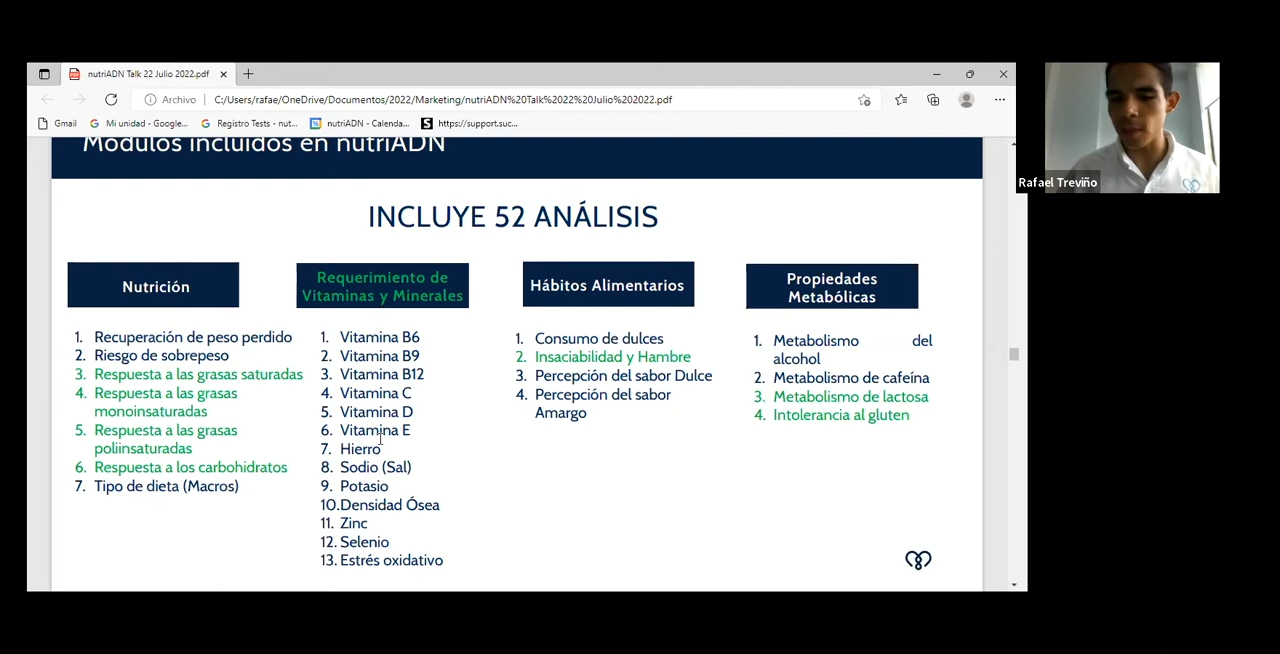 nutriADN Talk 22 Julio 2022.pdf
Archivo
C:/Users/rafae/OneDrive/Documentos/2022/Marketing/nutriADN%20Talk%2022%20Julio%202022.pdf
Gmail
Mi unidad - Google...
Registro Tests - nut...
nutriADN - Calenda...
https://support.suc...
Rafael Treviño
Módulos incluidos en nutriADN
INCLUYE 52 ANÁLISIS
Nutrición
1. Recuperación de peso perdido
2. Riesgo de sobrepeso
3. Respuesta a las grasas saturadas
4. Respuesta a las grasas
monoinsaturadas
5. Respuesta a las grasas
poliinsaturadas
6. Respuesta a los carbohidratos
7. Tipo de dieta (Macros)
Requerimiento de
Vitaminas y Minerales
1. Vitamina B6
2. Vitamina B9
3. Vitamina B12
4. Vitamina C
5. Vitamina D
6. Vitamina E
7. Hierro
8. Sodio (Sal)
9. Potasio
10.Densidad Ósea
11. Zinc
12. Selenio
13. Estrés oxidativo
Hábitos Alimentarios
1. Consumo de dulces
2. Insaciabilidad y Hambre
3. Percepción del sabor Dulce
4. Percepción del sabor
Amargo
Propiedades
Metabólicas
1. Metabolismo del
alcohol
2. Metabolismo de cafeína
3. Metabolismo de lactosa
4. Intolerancia al gluten